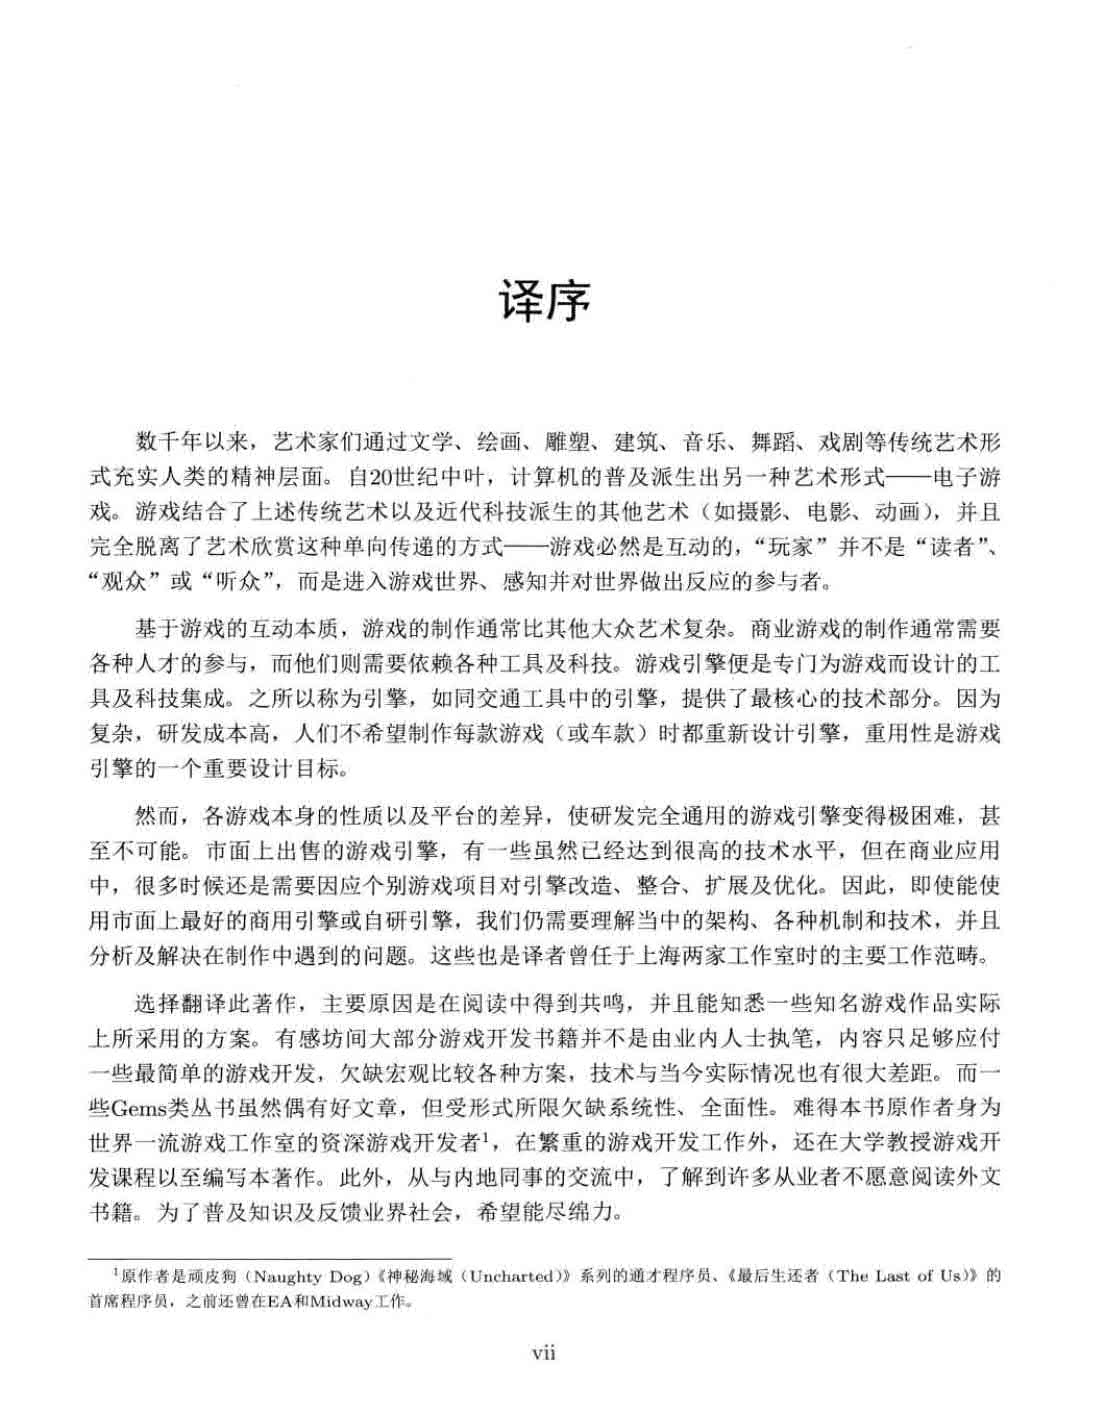 译序
数千年以来，艺术家们通过文学、绘画、雕塑、建筑、音乐、舞蹈、戏剧等传统艺术形
式充实人类的精神层面。自20世纪中叶，计算机的普及派生出另一种艺术形式——电子游
戏。游戏结合了上述传统艺术以及近代科技派生的其他艺术（如摄影、电影、动画），并且
完全脱离了艺术欣赏这种单向传递的方式——游戏必然是互动的，“玩家”并不是“读者”、
“观众”或“听众”，而是进入游戏世界、感知并对世界做出反应的参与者。
基于游戏的互动本质，游戏的制作通常比其他大众艺术复杂。商业游戏的制作通常需要
各种人才的参与，而他们则需要依赖各种工具及科技。游戏引擎便是专门为游戏而设计的工
具及科技集成。之所以称为引擎，如同交通工具中的引擎，提供了最核心的技术部分。因为
复杂，研发成本高，人们不希望制作每款游戏（或车款）时都重新设计引擎，重用性是游戏
引擎的一个重要设计目标。
然而，各游戏本身的性质以及平台的差异，使研发完全通用的游戏引擎变得极困难，甚
至不可能。市面上出售的游戏引擎，有一些虽然已经达到很高的技术水平，但在商业应用
中，很多时候还是需要因应个别游戏项目对引擎改造、整合、扩展及优化。因此，即使能使
用市面上最好的商用引擎或自研引擎，我们仍需要理解当中的架构、各种机制和技术，并且
分析及解决在制作中遇到的问题。这些也是译者曾任于上海两家工作室时的主要工作范畴。
选择翻译此著作，主要原因是在阅读中得到共鸣，并且能知悉一些知名游戏作品实际
上所采用的方案。有感坊间大部分游戏开发书籍并不是由业内人士执笔，内容只足够应付
一些最简单的游戏开发，欠缺宏观比较各种方案，技术与当今实际情况也有很大差距。而一
些Gems类丛书虽然偶有好文章，但受形式所限欠缺系统性、全面性。难得本书原作者身为
世界一流游戏工作室的资深游戏开发者¹，在繁重的游戏开发工作外，还在大学教授游戏开
发课程以至编写本著作。此外，从与内地同事的交流中，了解到许多从业者不愿意阅读外文
书籍。为了普及知识及反馈业界社会，希望能尽绵力。
¹原作者是顽皮狗（Naughty Dog）《神秘海域（Uncharted）》系列的通才程序员、《最后生还者（The Last of Us）》的
首席程序员，之前还曾在EA和Midway工作。
vii